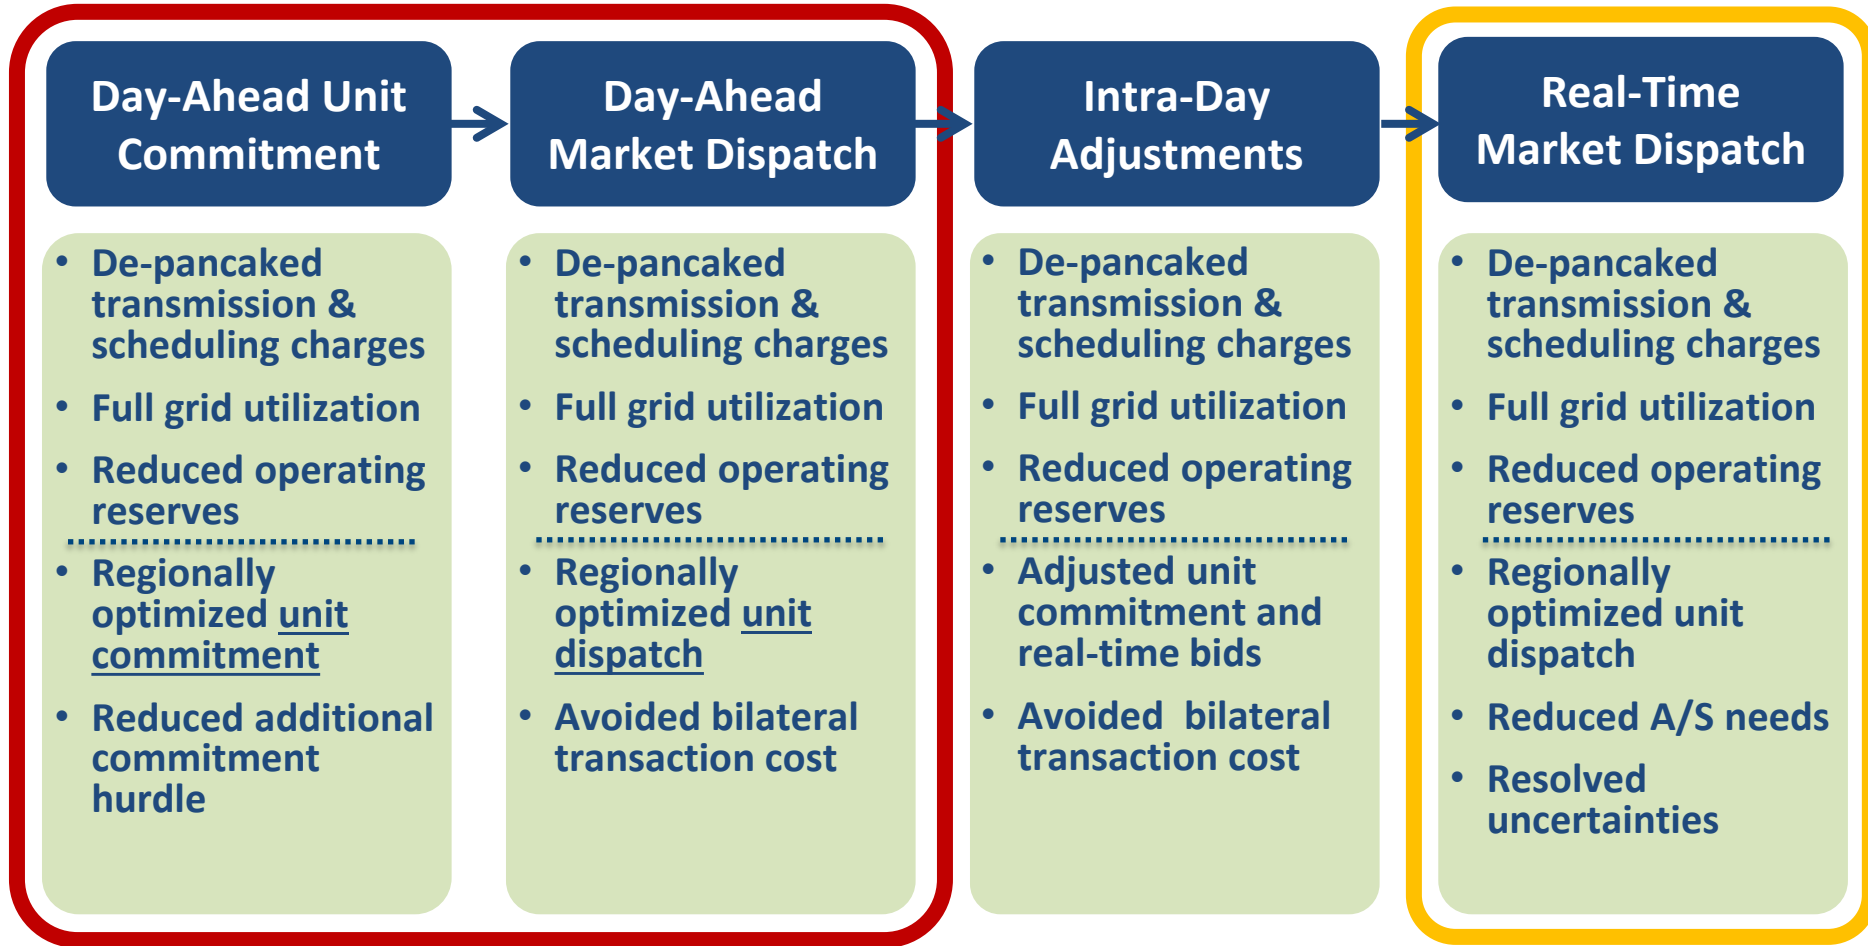 Day-Ahead Unit
Commitment
• De-pancaked
transmission &
scheduling charges
• Full grid utilization
• Reduced operating
reserves
• Regionally
optimized unit
commitment
• Reduced additional
commitment
hurdle
Day-Ahead
Market Dispatch
• De-pancaked
transmission &
scheduling charges
• Full grid utilization
• Reduced operating
reserves
• Regionally
optimized unit
dispatch
• Avoided bilateral
transaction cost
Intra-Day
Adjustments
• De-pancaked
transmission &
scheduling charges
• Full grid utilization
• Reduced operating
reserves
• Adjusted unit
commitment and
real-time bids
• Avoided  bilateral
transaction cost
Real-Time
Market Dispatch
• De-pancaked
transmission &
scheduling charges
• Full grid utilization
• Reduced operating
reserves
• Regionally
optimized unit
dispatch
• Reduced A/S needs
• Resolved
uncertainties